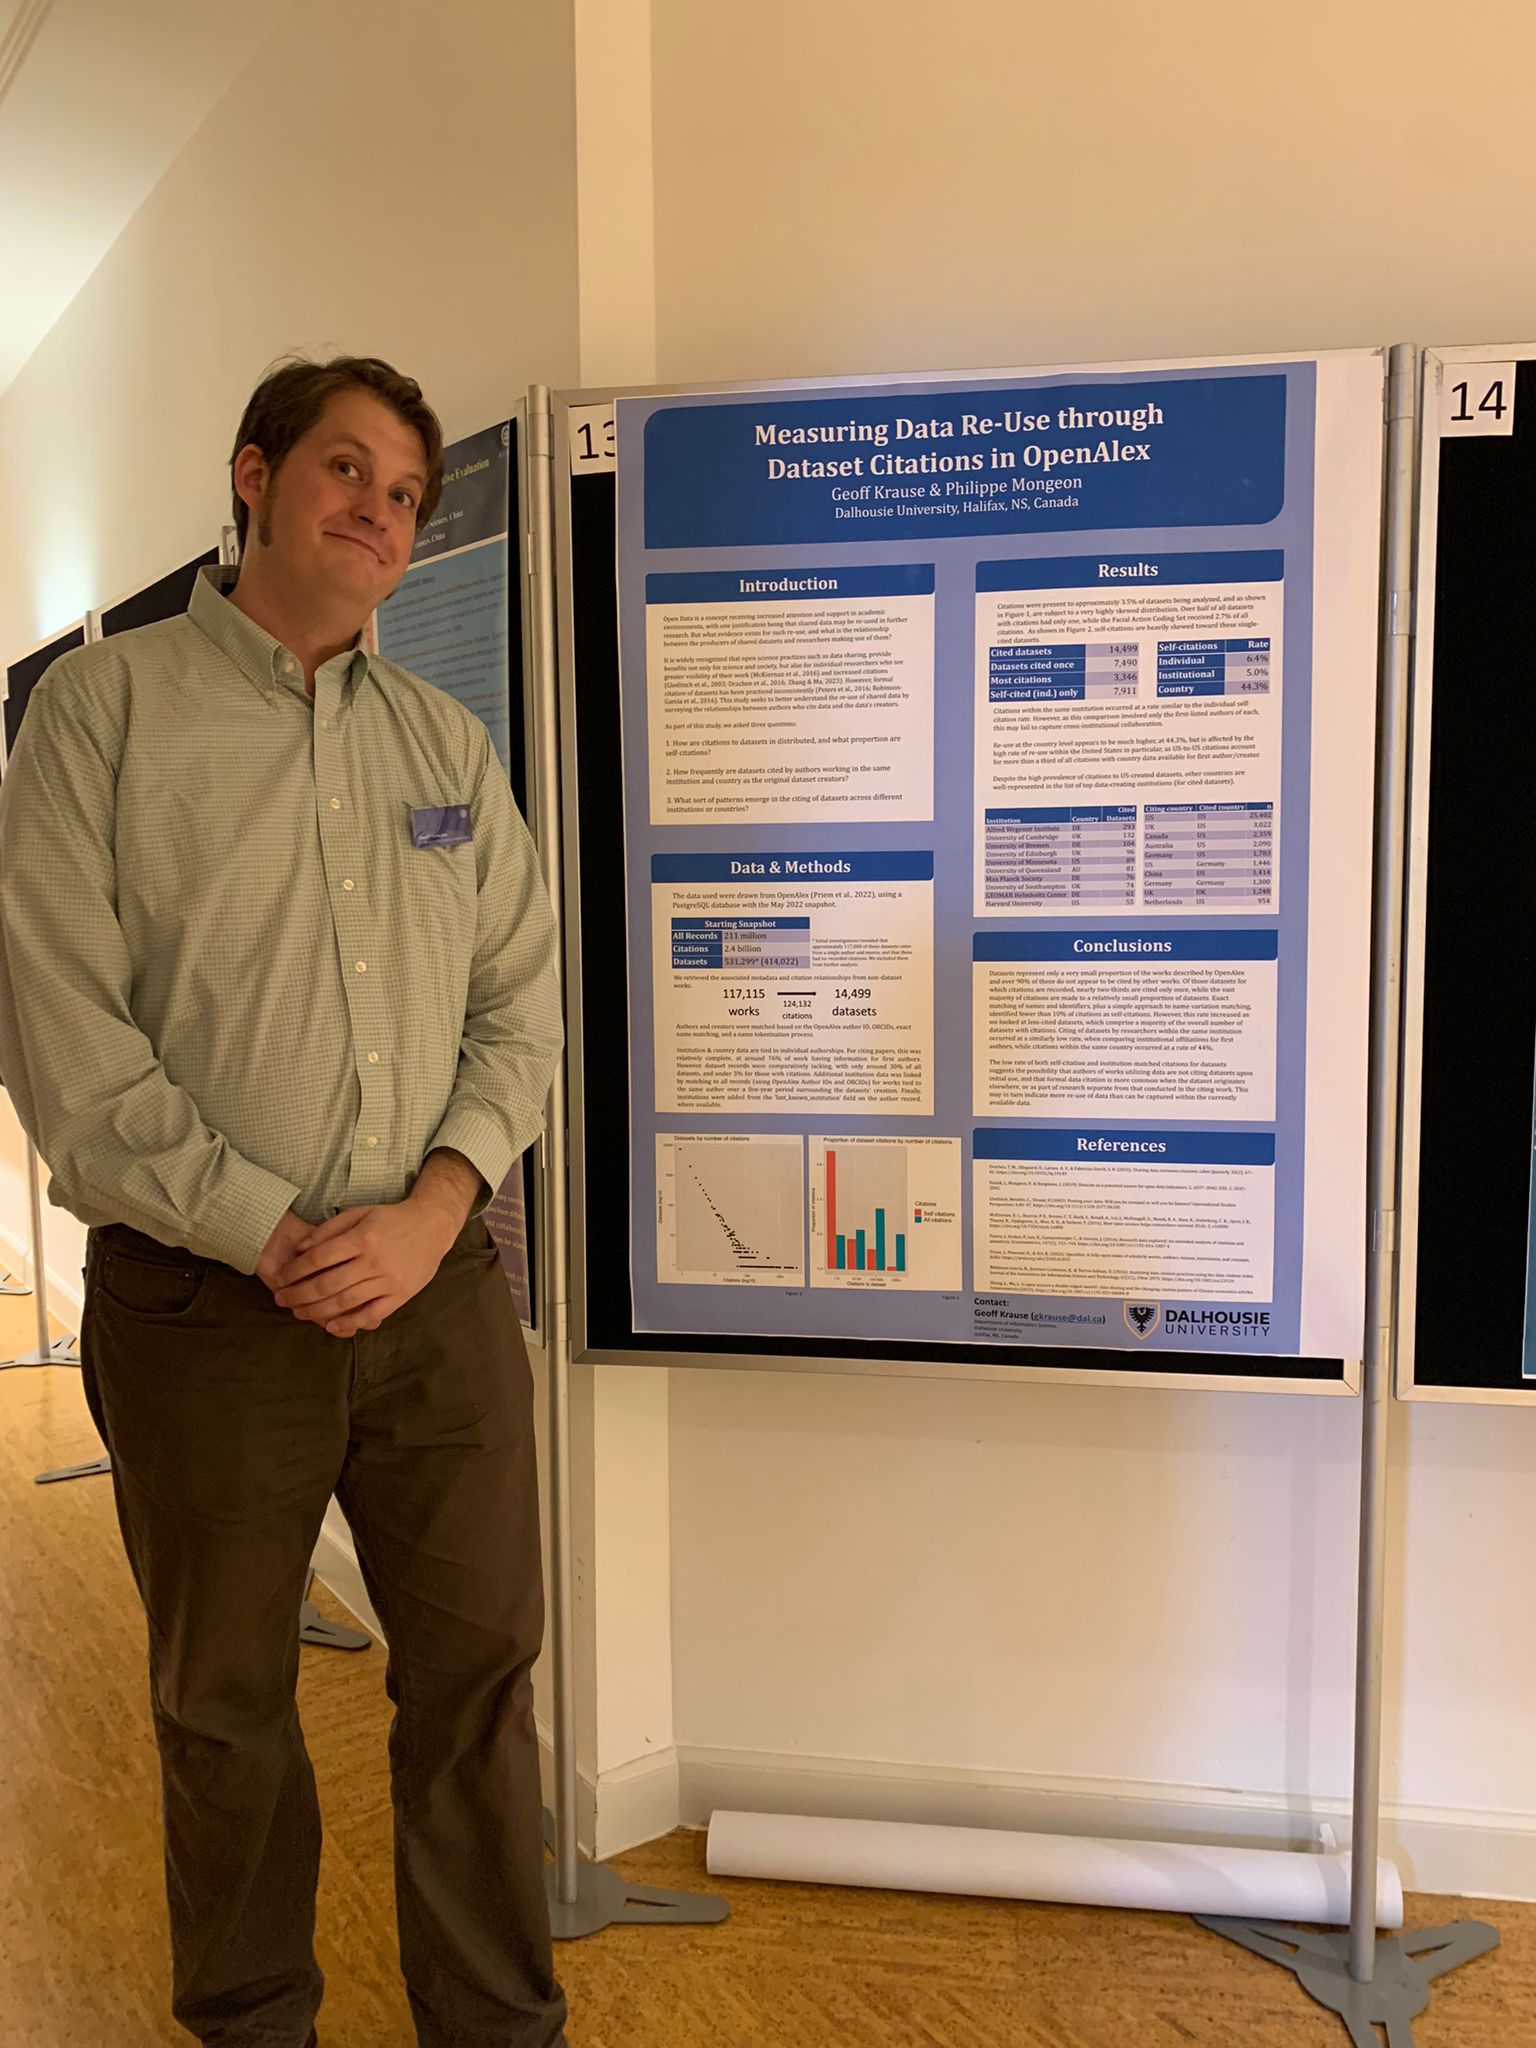 13
14
Measuring Data Re-Use through
Dataset Citations in OpenAlex
Geoff Krause & Philippe Mongeon
Dalhousie University, Halifax, NS, Canada
Introduction
Open Data is a concept receiving increased attention and support in academic
environments, with one justification being that shared data may be re-used in further
research. But what evidence exists for such re-use, and what is the relationship
between the producers of shared datasets and researchers making use of them?
It is widely recognized that open science practices such as data sharing, provide
benefits not only for science and society, but also for individual researchers who see
greater visibility of their work (McKiernan et al., 2016) and increased citations
(Gleditsch et al., 2003; Drachen et al., 2016; Zhang & Ma, 2023). However, formal
citation of datasets has been practiced inconsistently (Peters et al., 2016; Robinson-
Garcia et al., 2016). This study seeks to better understand the re-use of shared data by
surveying the relationships between authors who cite data and the data's creators.
As part of this study, we asked three questions:
1. How are citations to datasets in distributed, and what proportion are
self-citations?
2. How frequently are datasets cited by authors working in the same
institution and country as the original dataset creators?
3. What sort of patterns emerge in the citing of datasets across different
institutions or countries?
Data & Methods
The data used were drawn from OpenAlex (Priem et al., 2022), using a
PostgreSQL database with the May 2022 snapshot.
Starting Snapshot
All Records 211 million
Citations 2.4 billion
Datasets 531,299* (414,022)
* Initial investigations revealed that
approximately 117,000 of these datasets came
from a single author and source, and that these
had no recorded citations. We excluded these
from further analysis.
We retrieved the associated metadata and citation relationships from non-dataset
works.
117,115 14,499
works 124,132 datasets
citations
Authors and creators were matched based on the OpenAlex author ID, ORCIDs, exact
name matching, and a name tokenization process.
Institution & country data are tied to individual authorships. For citing papers, this was
relatively complete, at around 76% of work having information for first authors.
However, dataset records were comparatively lacking, with only around 30% of all
datasets, and under 3% for those with citations. Additional institution data was linked
by matching to all records (using OpenAlex Author IDs and ORCIDs) for works tied to
the same author over a five-year period surrounding the datasets' creation. Finally,
institutions were added from the 'last_known_institution' field on the author record,
where available.
Datasets by number of citations
Datasets (log10)
Citations (log10)
Figure 1.
Proportion of dataset citations by number of citations
Proportion of citations
Citations
Self citations
All citations
Citations to dataset
Results
Citations were present to approximately 3.5% of datasets being analyzed, and as shown
in Figure 1, are subject to a very highly skewed distribution. Over half of all datasets
with citations had only one, while the Facial Action Coding Set received 2.7% of all
citations. As shown in Figure 2, self-citations are heavily skewed toward these single-
cited datasets.
Cited datasets 14,499
Datasets cited once 7,490
Most citations 3,346
Self-cited (ind.) only 7,911
Self-citations Rate
Individual 6.4%
Institutional 5.0%
Country 44.3%
Citations within the same institution occurred at a rate similar to the individual self-
citation rate. However, as this comparison involved only the first-listed authors of each,
this may fail to capture cross-institutional collaboration.
Re-use at the country level appears to be much higher, at 44.3%, but is affected by the
high rate of re-use within the United States in particular, as US-to-US citations account
for more than a third of all citations with country data available for first author/creator.
Despite the high prevalence of citations to US-created datasets, other countries are
well-represented in the list of top data-creating institutions (for cited datasets).
Institution Country Cited Datasets
Alfred Wegener Institute DE 293
University of Cambridge UK 132
University of Bremen DE 104
University of Edinburgh UK 96
University of Minnesota US 89
University of Queensland AU 81
Max Planck Society DE 76
University of Southampton UK 74
GEOMAR Helmholtz Center DE 61
Harvard University US 55
Citing country Cited country n
US US 25,402
UK US 3,022
Canada US 2,359
Australia US 2,090
Germany US 1,783
US Germany 1,446
China US 1,414
Germany Germany 1,300
UK UK 1,248
Netherlands US 954
Conclusions
Datasets represent only a very small proportion of the works described by OpenAlex
and over 90% of these do not appear to be cited by other works. Of those datasets for
which citations are recorded, nearly two-thirds are cited only once, while the vast
majority of citations are made to a relatively small proportion of datasets. Exact
matching of names and identifiers, plus a simple approach to name variation matching,
identified fewer than 10% of citations as self-citations. However, this rate increased as
we looked at less-cited datasets, which comprise a majority of the overall number of
datasets with citations. Citing of datasets by researchers within the same institution
occurred at a similarly low rate, when comparing institutional affiliations for first
authors, while citations within the same country occurred at a rate of 44%.
The low rate of both self-citation and institution-matched citations for datasets
suggests the possibility that authors of works utilizing data are not citing datasets upon
initial use, and that formal data citation is more common when the dataset originates
elsewhere, or as part of research separate from that conducted in the citing work. This
may in turn indicate more re-use of data than can be captured within the currently
available data.
References
Contact:
Geoff Krause (gkrause@dal.ca)
Department of Information Science,
Dalhousie University,
Halifax, NS, Canada
DALHOUSIE
UNIVERSITY
Evaluation
Sciences, China
China